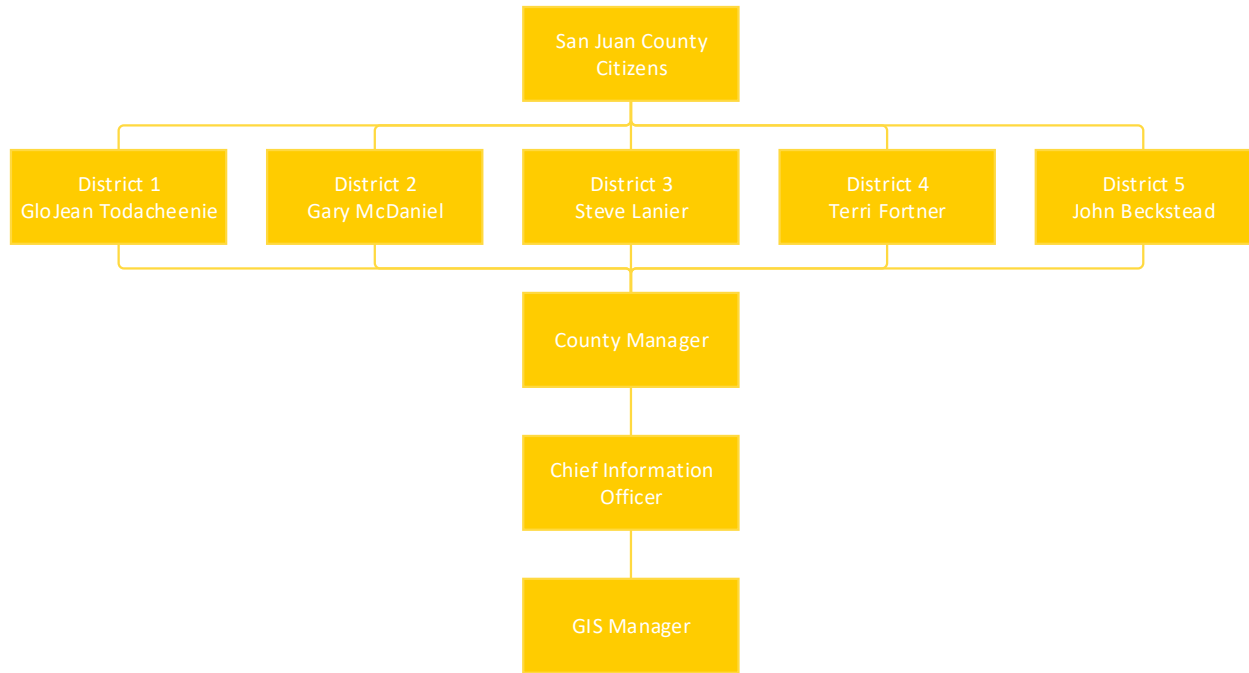 San Juan County
Citizens
District 1
GloJean Todacheenie
District 2
Gary McDaniel
District 3
Steve Lanier
District 4
Terri Fortner
District 5
John Beckstead
County Manager
Chief Information
Officer
GIS Manager